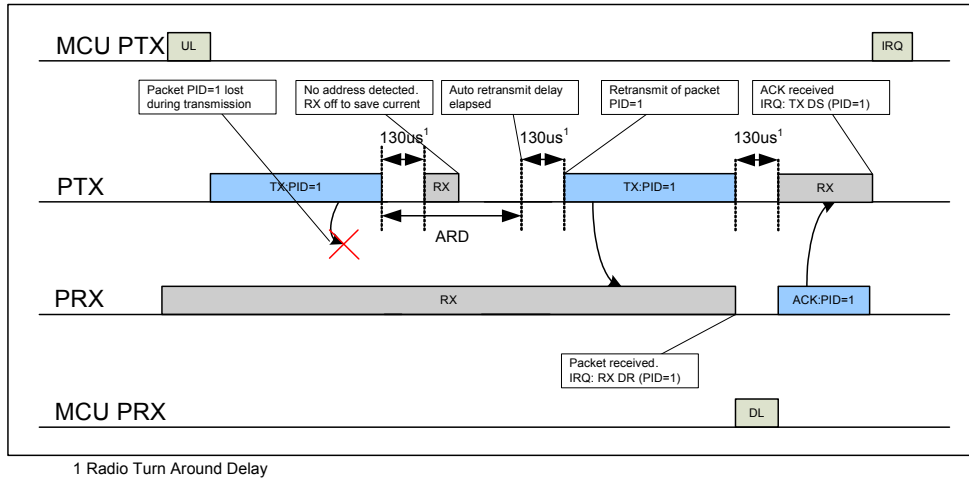 MCU PTX
UL
IRQ
Packet PID=1 lost
during transmission
No address detected.
RX off to save current
Auto retransmit delay
elapsed
Retransmit of packet
PID=1
ACK received
IRQ: TX DS (PID=1)
130us¹
130us¹
130us¹
PTX
TX:PID=1
RX
TX:PID=1
RX
ARD
PRX
RX
ACK:PID=1
Packet received.
IRQ: RX DR (PID=1)
MCU PRX
DL
1 Radio Turn Around Delay